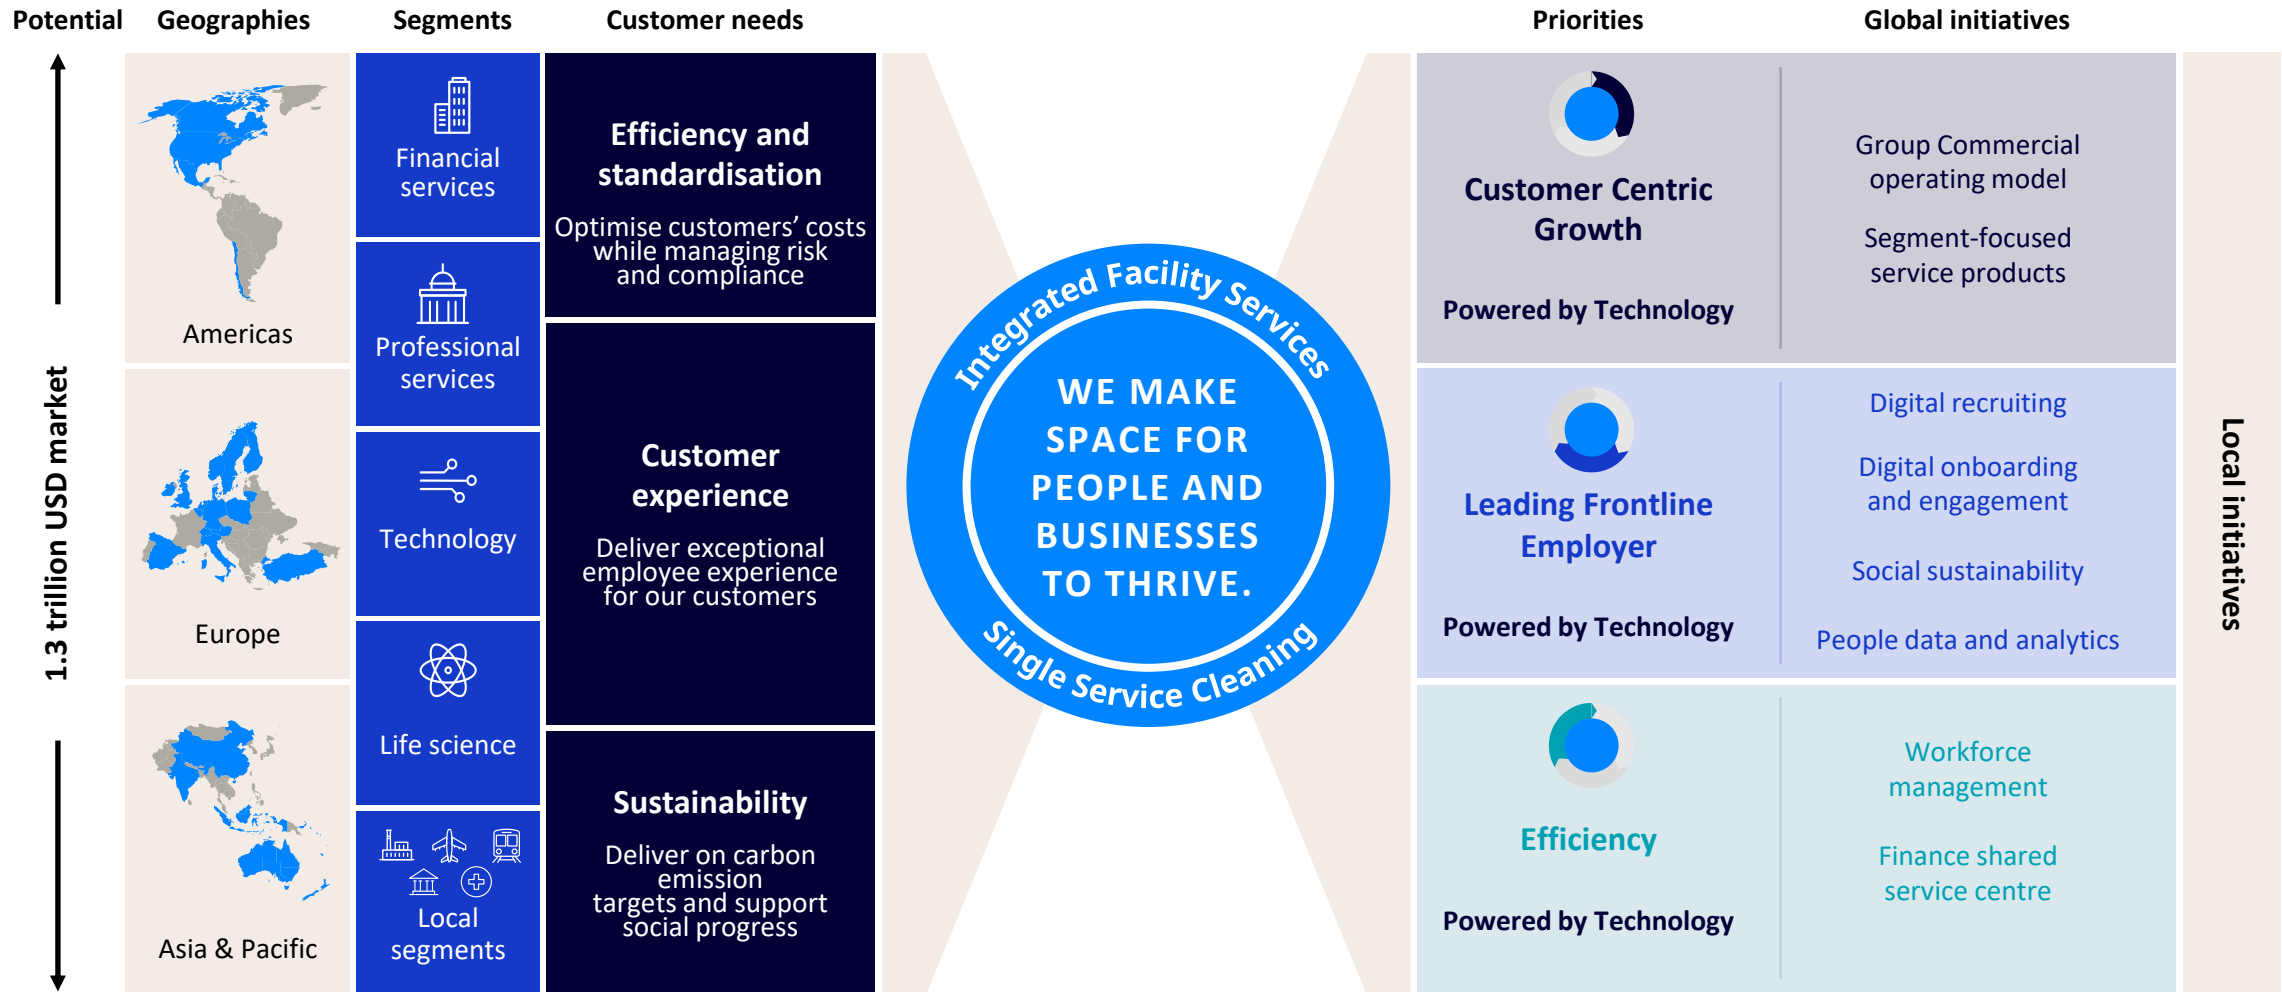 Potential
Geographies
Segments
Customer needs
Priorities
Global initiatives
1.3 trillion USD market
Americas
Europe
Asia & Pacific
Financial
services
Professional
services
Technology
Life science
Local
segments
Efficiency and
standardisation
Optimise customers’ costs
while managing risk
and compliance
Customer
experience
Deliver exceptional
employee experience
for our customers
Sustainability
Deliver on carbon
emission
targets and support
social progress
Integrated Facility Services
WE MAKE
SPACE FOR
PEOPLE AND
BUSINESSES
TO THRIVE.
Single Service Cleaning
Customer Centric
Growth
Powered by Technology
Group Commercial
operating model
Segment-focused
service products
Leading Frontline
Employer
Powered by Technology
Digital recruiting
Digital onboarding
and engagement
Social sustainability
People data and analytics
Efficiency
Powered by Technology
Workforce
management
Finance shared
service centre
Local initiatives